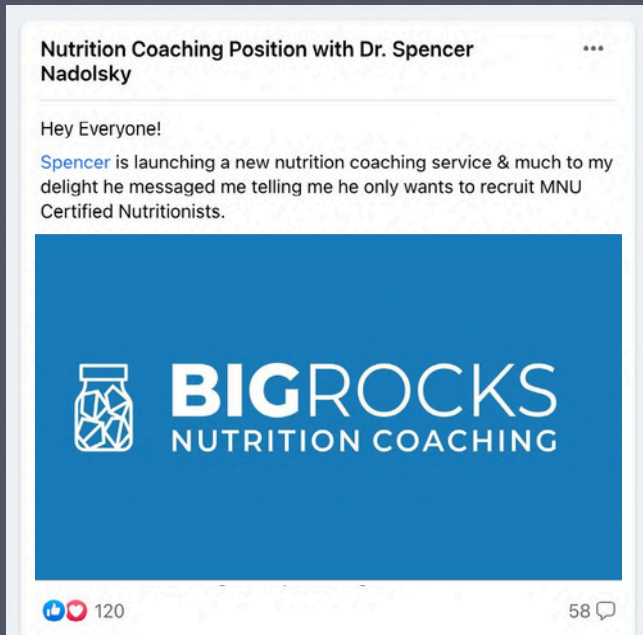 Nutrition Coaching Position with Dr. Spencer
Nadolsky
Hey Everyone!
Spencer is launching a new nutrition coaching service & much to my
delight he messaged me telling me he only wants to recruit MNU
Certified Nutritionists.
BIGROCKS
NUTRITION COACHING
120
58